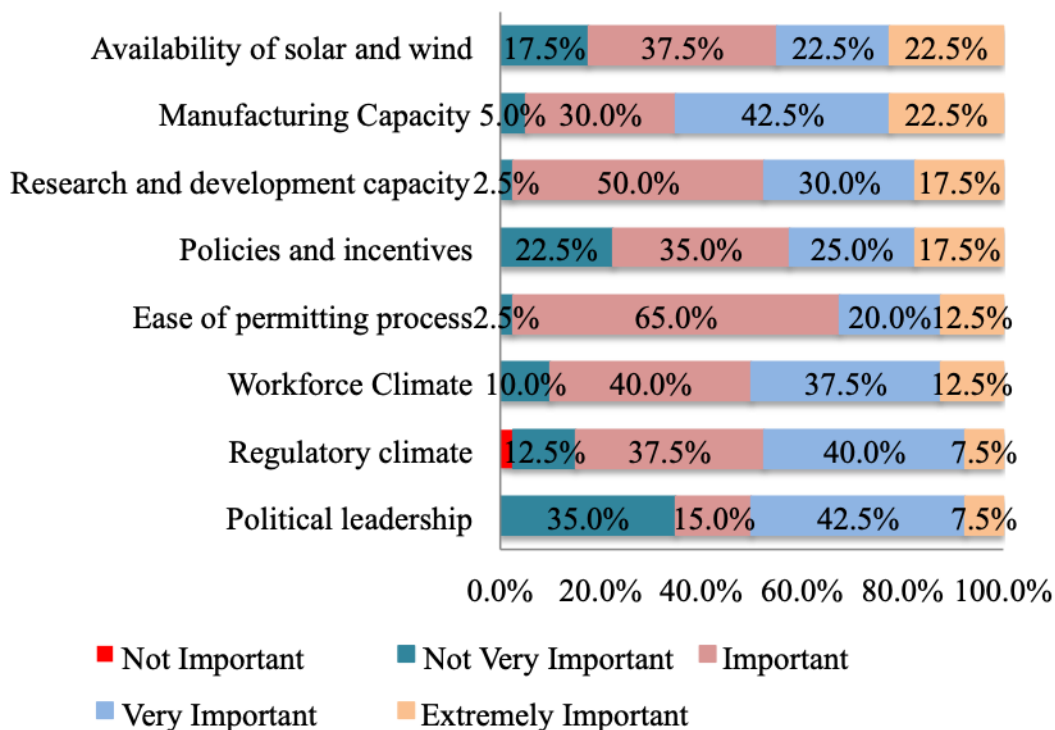 Availability of solar and wind 17.5% 37.5% 22.5% 22.5%
Manufacturing Capacity 5.0% 30.0% 42.5% 22.5%
Research and development capacity 2.5% 50.0% 30.0% 17.5%
Policies and incentives 22.5% 35.0% 25.0% 17.5%
Ease of permitting process 2.5% 65.0% 20.0% 12.5%
Workforce Climate 10.0% 40.0% 37.5% 12.5%
Regulatory climate 12.5% 37.5% 40.0% 7.5%
Political leadership 35.0% 15.0% 42.5% 7.5%
0.0% 20.0% 40.0% 60.0% 80.0% 100.0%
Not Important Not Very Important Important
Very Important Extremely Important